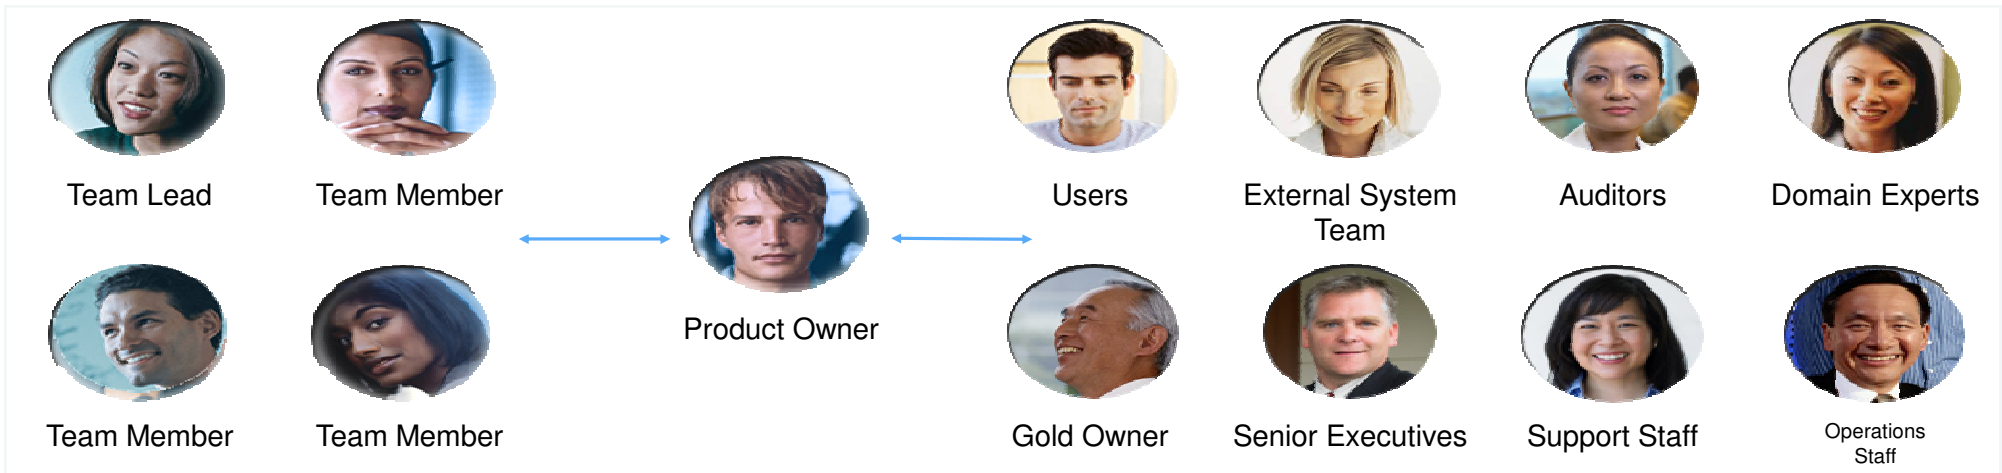 Team Lead
Team Member
Users
External System
Team
Auditors
Domain Experts
Product Owner
Team Member
Team Member
Gold Owner
Senior Executives
Support Staff
Operations
Staff